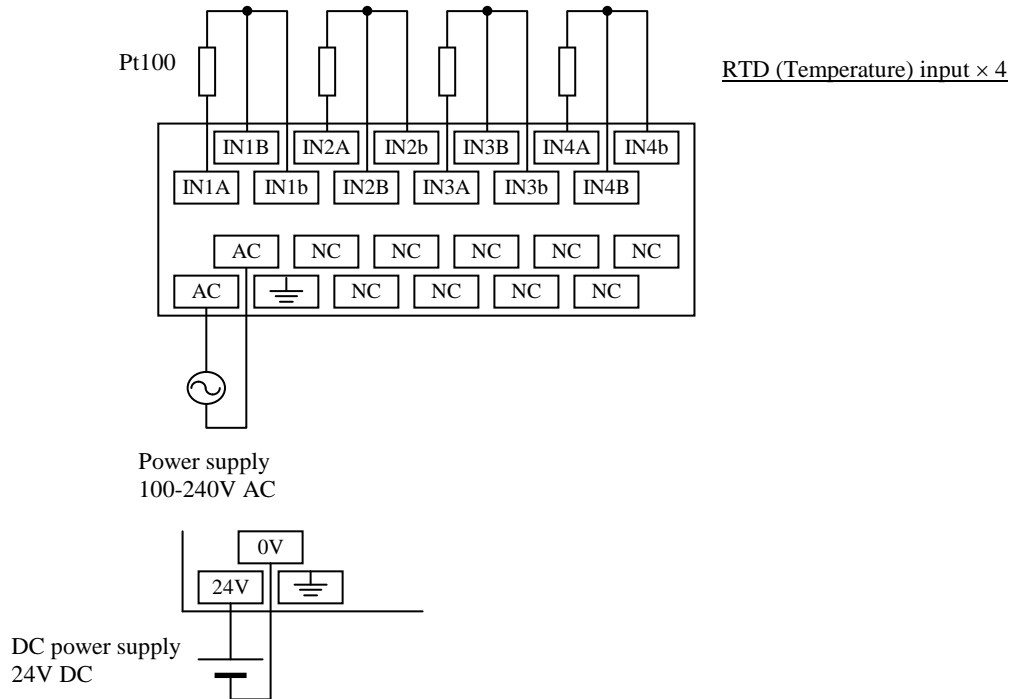 Pt100
RTD (Temperature) input × 4
IN1B IN2A IN2b IN3B IN4A IN4b
IN1A IN1b IN2B IN3A IN3b IN4B
AC NC NC NC NC NC
AC NC NC NC NC
Power supply
100-240V AC
0V
24V
DC power supply
24V DC